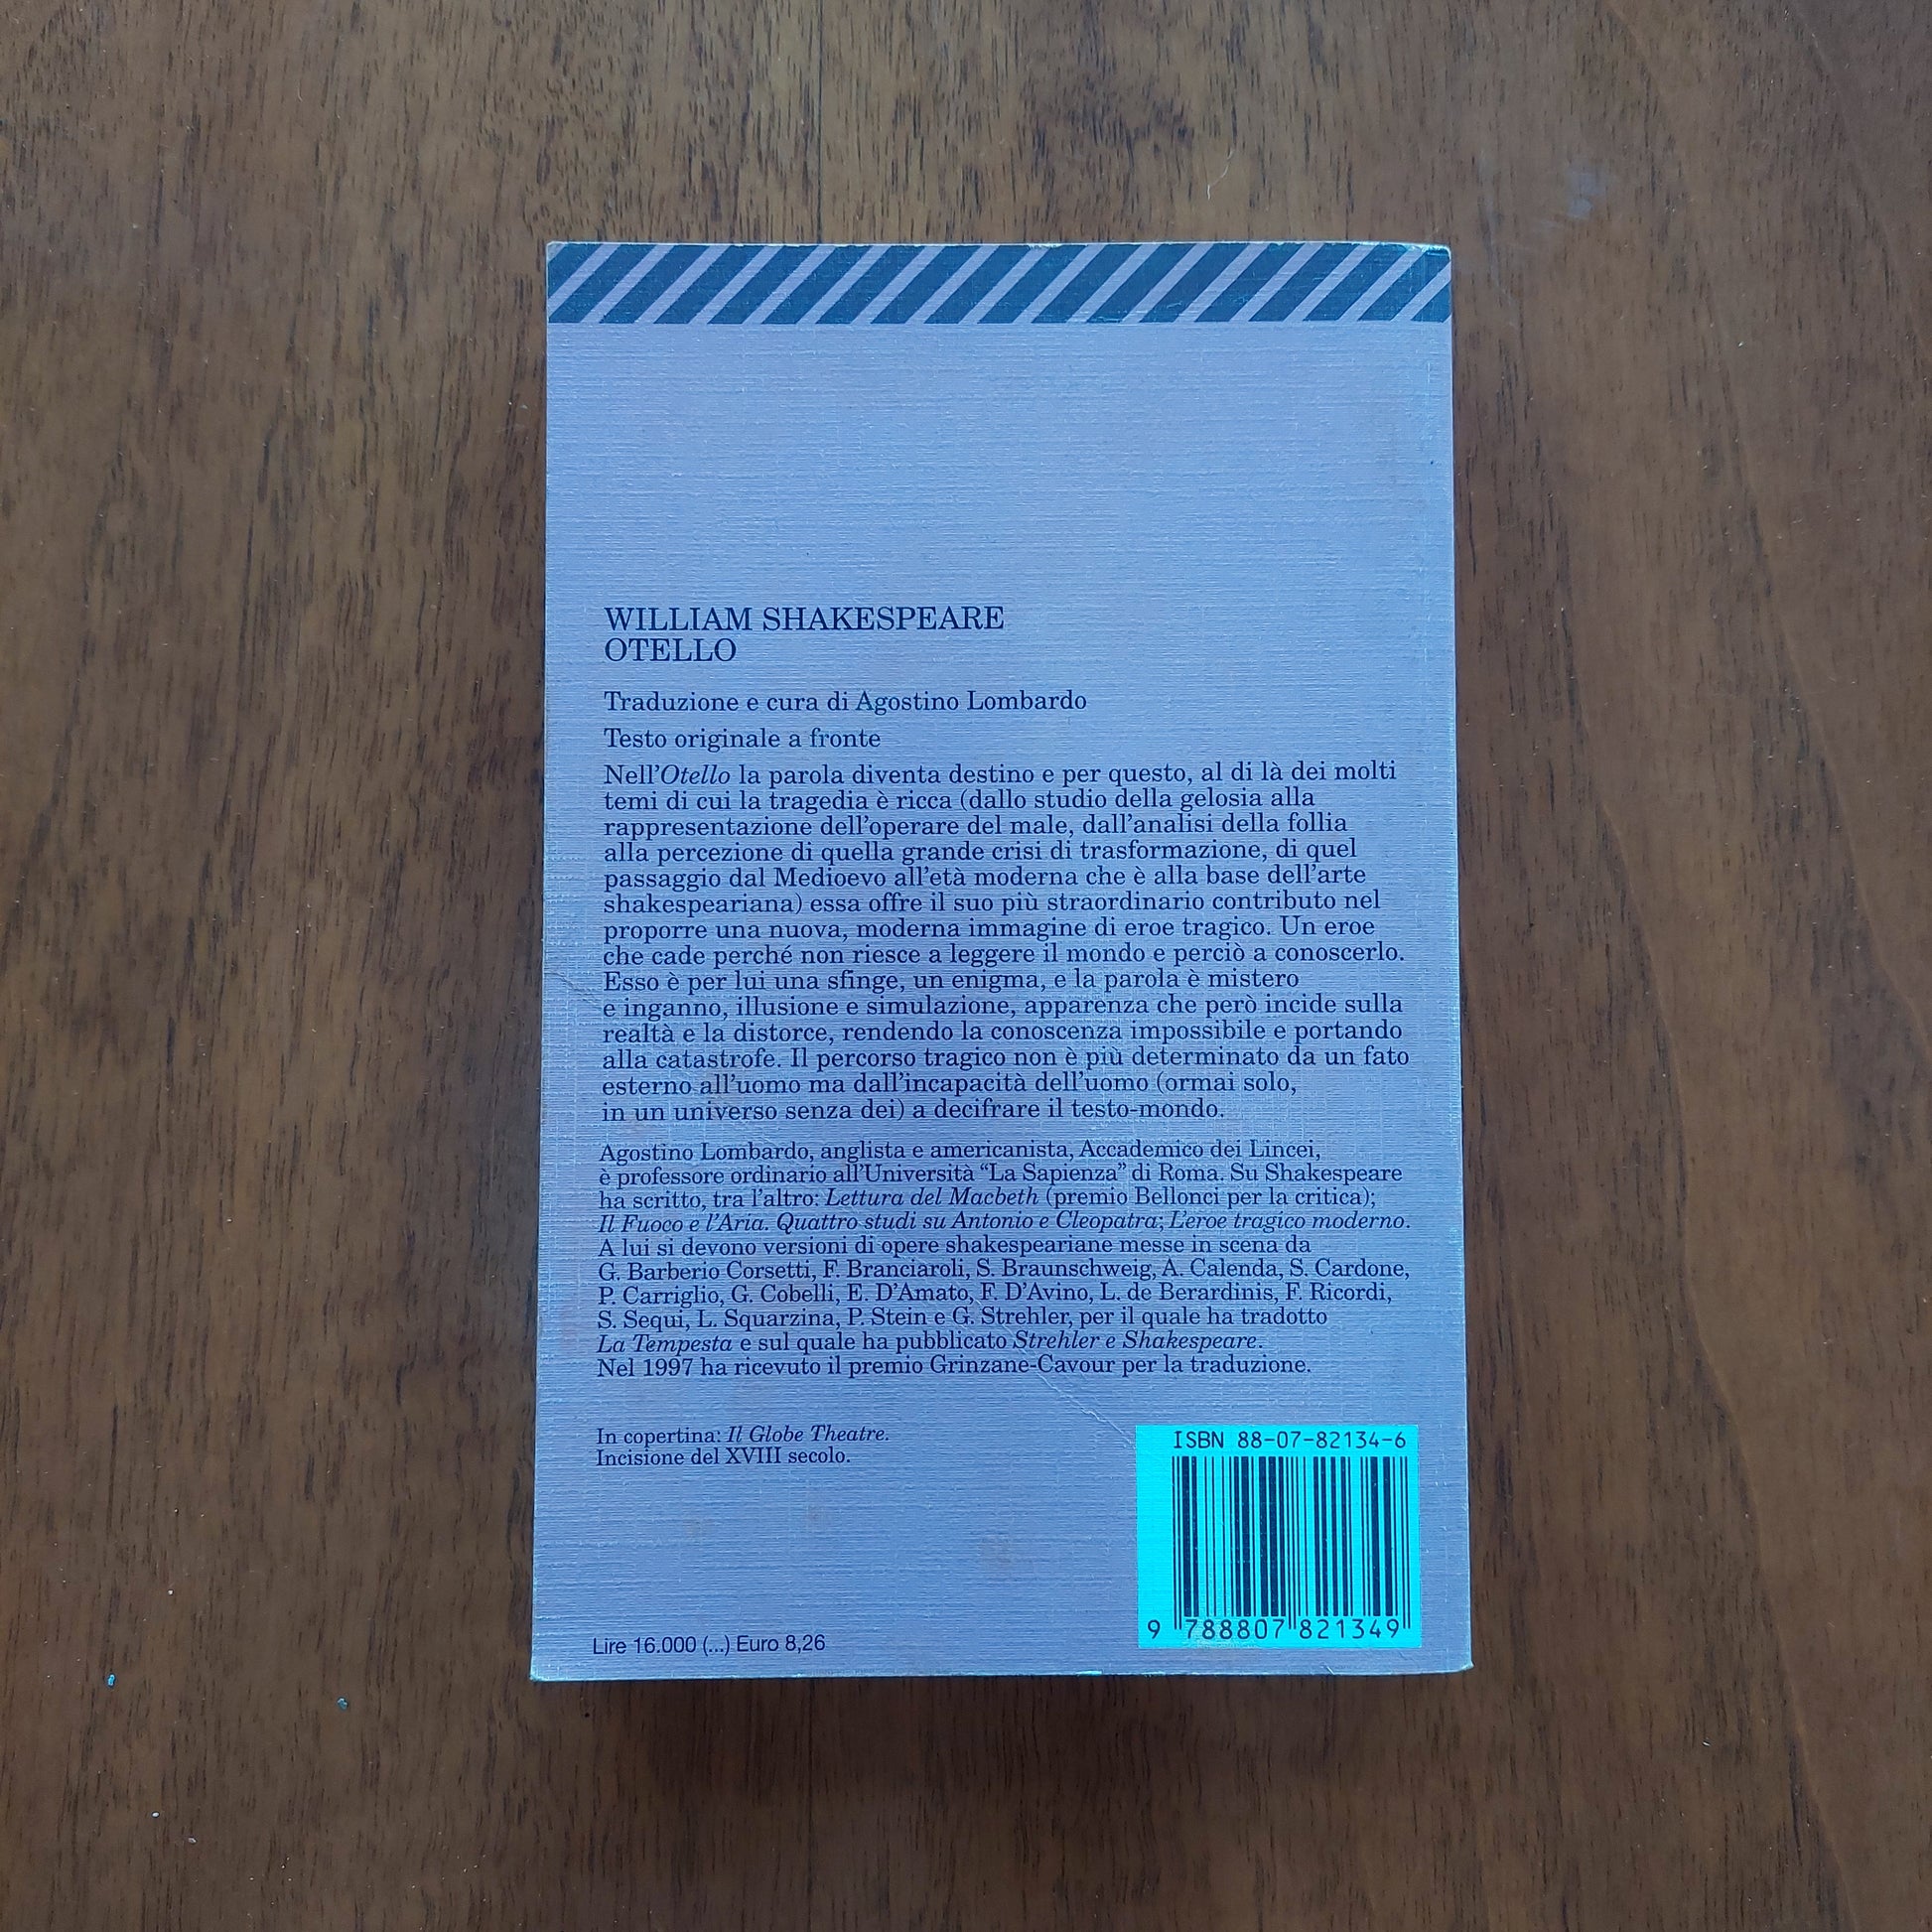 WILLIAM SHAKESPEARE
OTELLO
Traduzione e cura di Agostino Lombardo
Testo originale a fronte
Nell'Otello la parola diventa destino e per questo, al di là dei molti
temi di cui la tragedia è ricca (dallo studio della gelosia alla
rappresentazione dell'operare del male, dall'analisi della follia
alla percezione di quella grande crisi di trasformazione, di quel
passaggio dal Medioevo all'età moderna che è alla base dell'arte
shakespeariana) essa offre il suo più straordinario contributo nel
proporre una nuova, moderna immagine di eroe tragico. Un eroe
che cade perché non riesce a leggere il mondo e perciò a conoscerlo.
Esso è per lui una sfinge, un enigma, e la parola è mistero
e inganno, illusione e simulazione, apparenza che però incide sulla
realtà e la distorce, rendendo la conoscenza impossibile e portando
alla catastrofe. Il percorso tragico non è più determinato da un fato
esterno all'uomo ma dall'incapacità dell'uomo (ormai solo,
in un universo senza dei) a decifrare il testo-mondo.
Agostino Lombardo, anglista e americanista, Accademico dei Lincei,
è professore ordinario all'Università “La Sapienza” di Roma. Su Shakespeare
ha scritto, tra l'altro: Lettura del Macbeth (premio Bellonci per la critica);
Il Fuoco e l'Aria. Quattro studi su Antonio e Cleopatra; L'eroe tragico moderno.
A lui si devono versioni di opere shakespeariane messe in scena da
G. Barberio Corsetti, F. Branciaroli, S. Braunschweig, A. Calenda, S. Cardone,
P. Carriglio, G. Cobelli, E. D'Amato, F. D'Avino, L. de Berardinis, F. Ricordi,
S. Sequi, L. Squarzina, P. Stein e G. Strehler, per il quale ha tradotto
La Tempesta e sul quale ha pubblicato Strehler e Shakespeare.
Nel 1997 ha ricevuto il premio Grinzane-Cavour per la traduzione.
In copertina: Il Globe Theatre.
Incisione del XVIII secolo.
ISBN 88-07-82134-6
9 788807 821349
Lire 16.000 (...) Euro 8,26